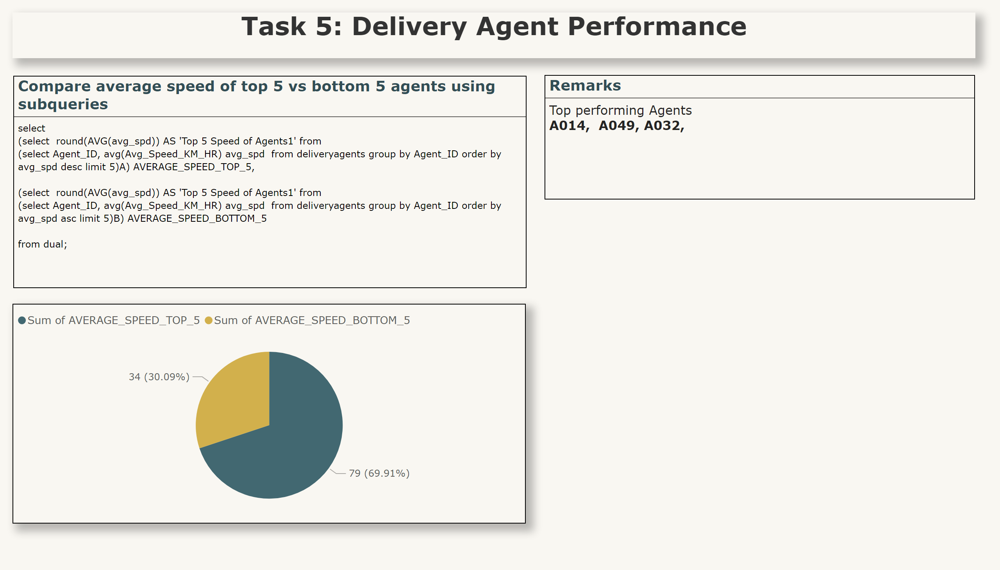 Task 5: Delivery Agent Performance
Compare average speed of top 5 vs bottom 5 agents using
subqueries
select
(select  round(AVG(avg_spd)) AS 'Top 5 Speed of Agents1' from
(select Agent_ID, avg(Avg_Speed_KM_HR) avg_spd  from deliveryagents group by Agent_ID order by
avg_spd desc limit 5)A) AVERAGE_SPEED_TOP_5,
(select  round(AVG(avg_spd)) AS 'Top 5 Speed of Agents1' from
(select Agent_ID, avg(Avg_Speed_KM_HR) avg_spd  from deliveryagents group by Agent_ID order by
avg_spd asc limit 5)B) AVERAGE_SPEED_BOTTOM_5
from dual;
Remarks
Top performing Agents
A014,  A049, A032,
Sum of AVERAGE_SPEED_TOP_5 Sum of AVERAGE_SPEED_BOTTOM_5
34 (30.09%)
79 (69.91%)